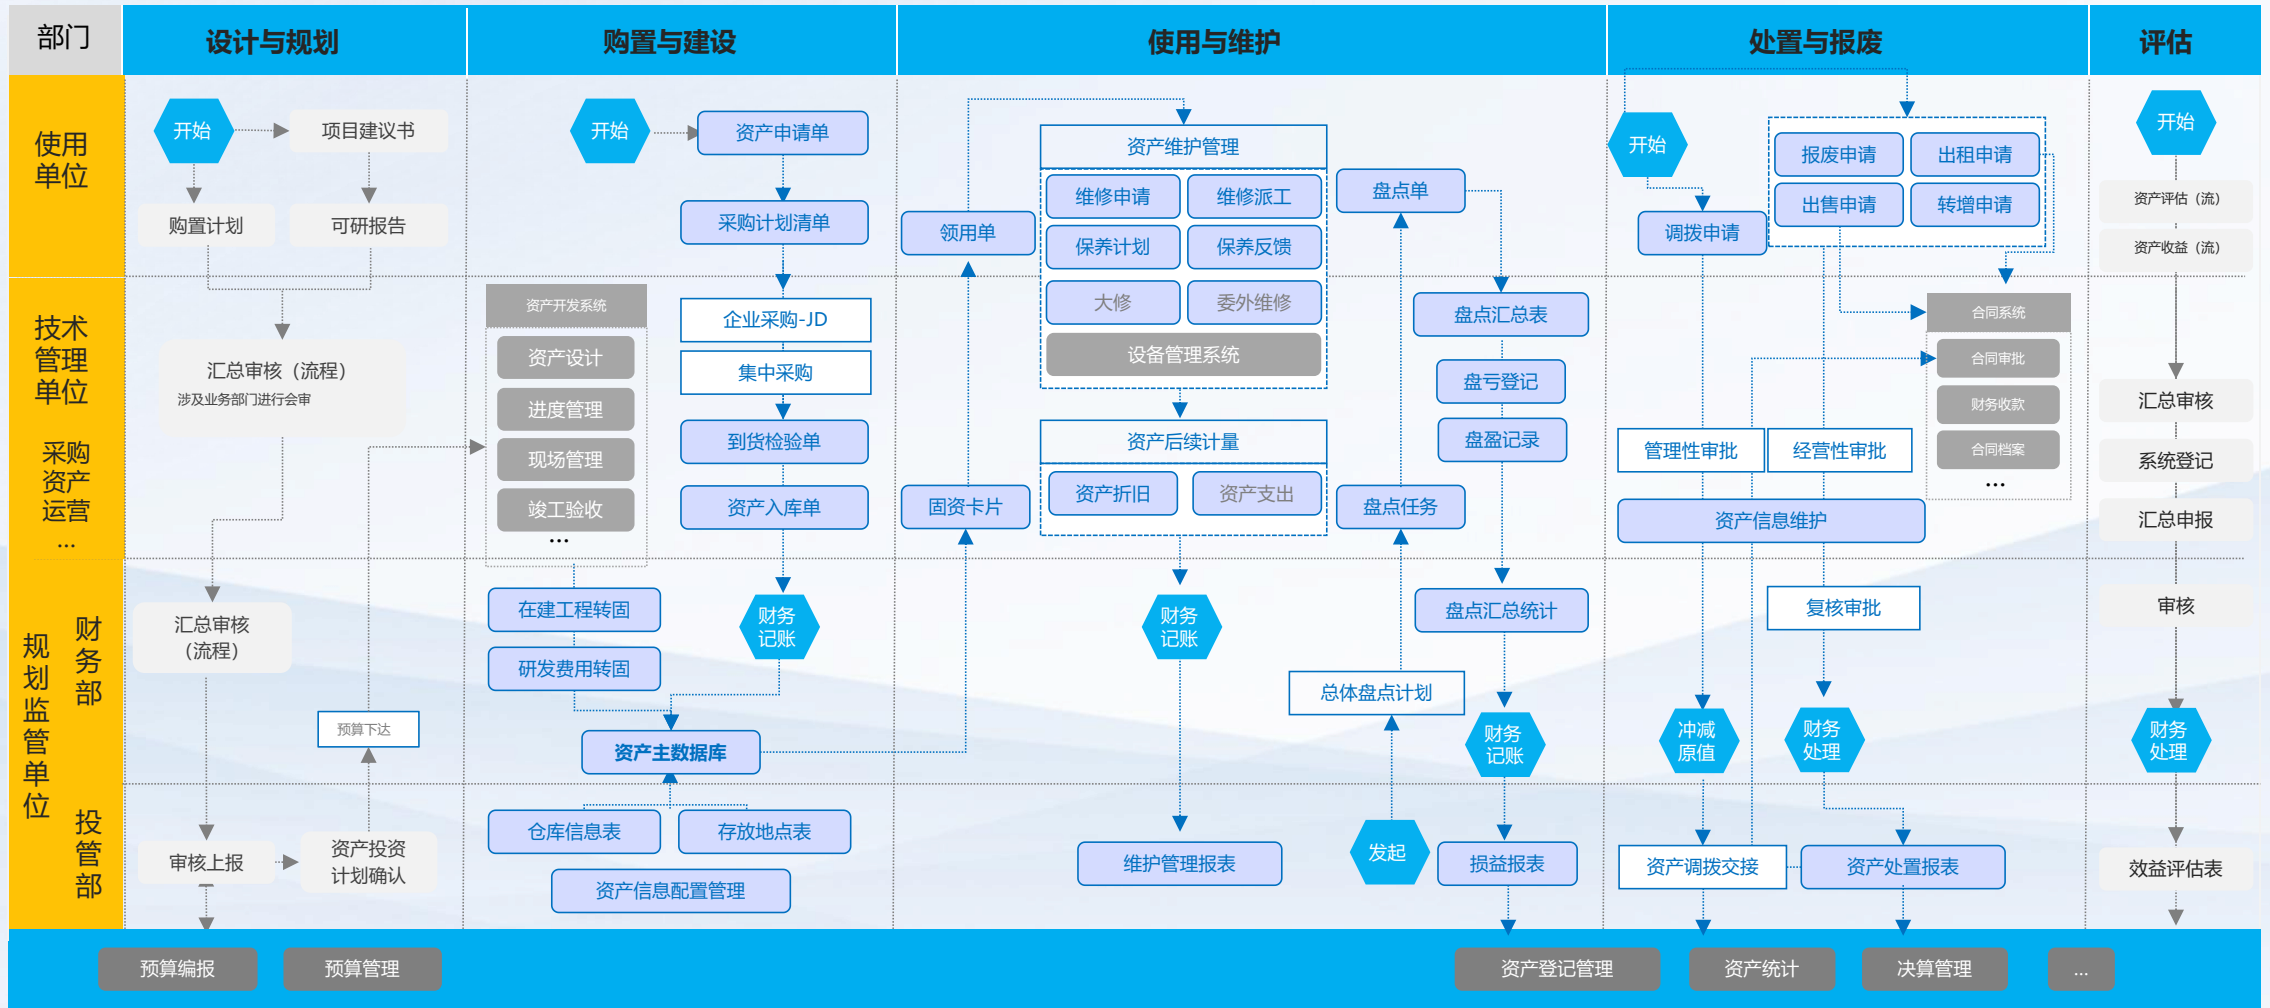 部门
设计与规划
购置与建设
使用与维护
处置与报废
评估
使用
单位
技术
管理
单位
采购
资产
运营
...
规划监管单位
财务部
投管部
开始
项目建议书
购置计划
可研报告
汇总审核（流程）
涉及业务部门进行会审
汇总审核
（流程）
预算下达
审核上报
资产投资
计划确认
开始
资产申请单
采购计划清单
资产开发系统
资产设计
进度管理
现场管理
竣工验收
...
企业采购-JD
集中采购
到货检验单
资产入库单
在建工程转固
研发费用转固
财务
记账
资产主数据库
仓库信息表
存放地点表
资产信息配置管理
领用单
固资卡片
资产维护管理
维修申请
维修派工
保养计划
保养反馈
大修
委外维修
设备管理系统
资产后续计量
资产折旧
资产支出
财务
记账
维护管理报表
盘点单
盘点任务
总体盘点计划
发起
盘点汇总表
盘亏登记
盘盈记录
盘点汇总统计
财务
记账
损益报表
开始
调拨申请
报废申请
出租申请
出售申请
转增申请
合同系统
合同审批
财务收款
合同档案
...
管理性审批
经营性审批
资产信息维护
复核审批
冲减
原值
财务
处理
资产调拨交接
资产处置报表
开始
资产评估（流）
资产收益（流）
汇总审核
系统登记
汇总申报
审核
财务
处理
效益评估表
预算编报
预算管理
资产登记管理
资产统计
决算管理
...